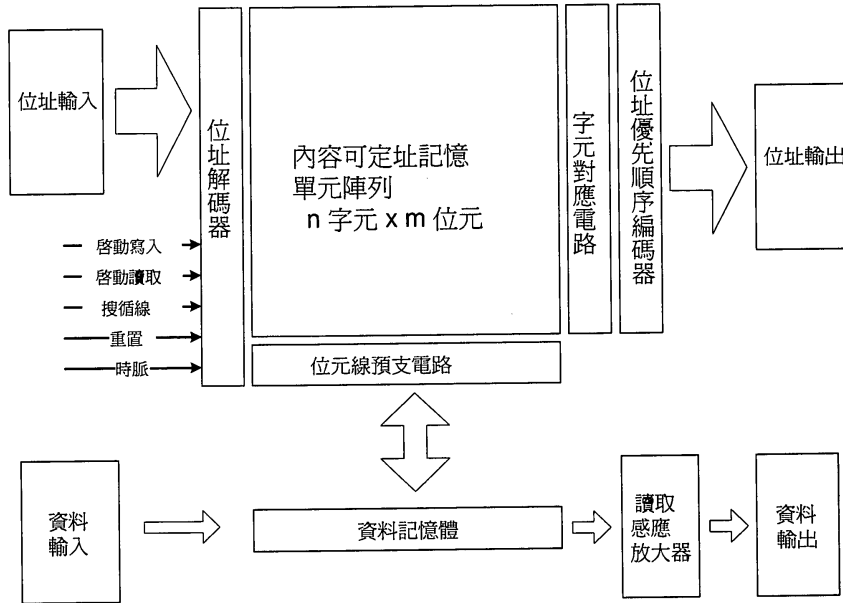 位址輸入
位址解碼器
內容可定址記憶
單元陣列
n 字元 x m 位元
字元對應電路
位址優先順序編碼器
位址輸出
啓動寫入
啓動讀取
搜循線
重置
時脈
位元線預支電路
資料
輸入
資料記憶體
讀取
感應
放大器
資料
輸出